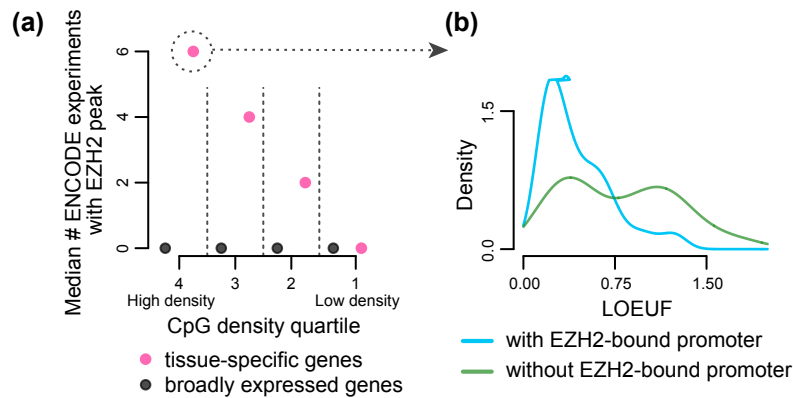 (a)
Median # ENCODE experiments
with EZH2 peak
6
4
2
0
4
3
2
1
High density
Low density
CpG density quartile
tissue-specific genes
broadly expressed genes
(b)
Density
1.5
0.0
0.00
0.75
1.50
LOEUF
with EZH2-bound promoter
without EZH2-bound promoter